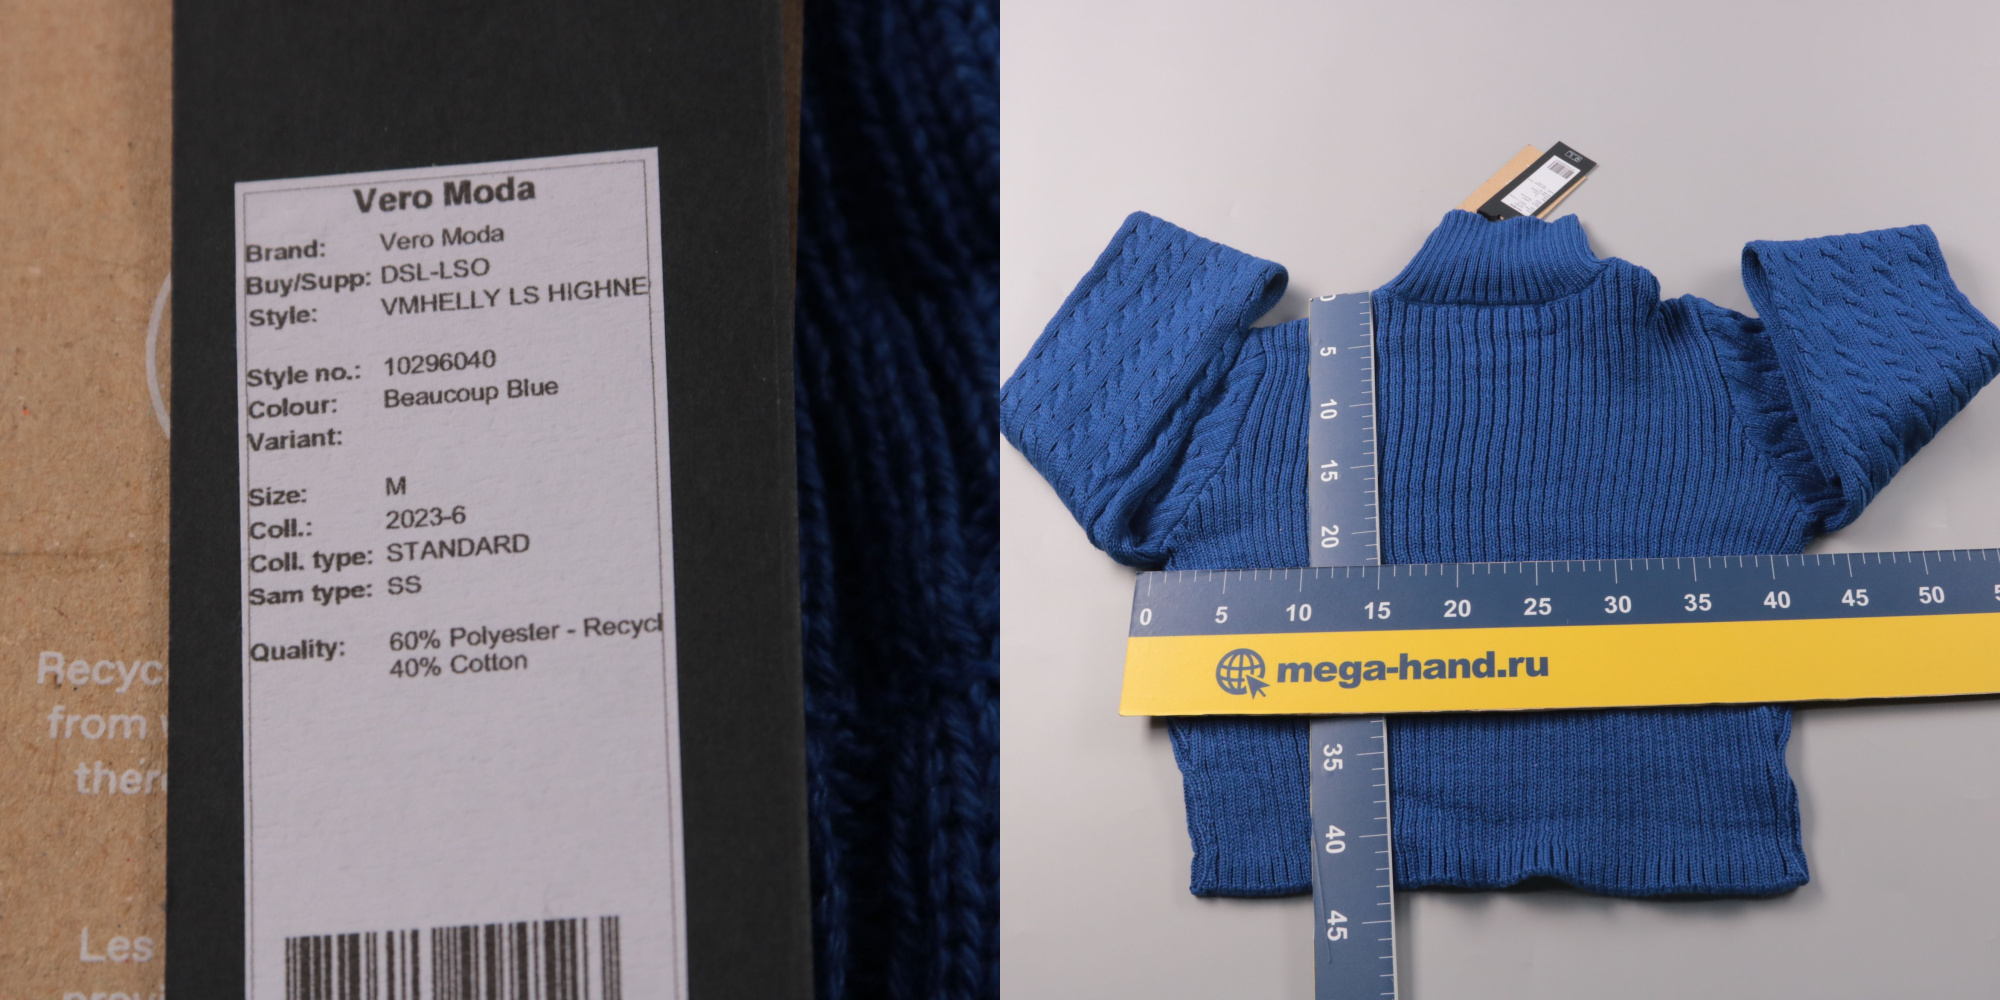 Vero Moda
Brand: Vero Moda
Buy/Supp: DSL-LSO
Style: VMHELLY LS HIGHNE
Style no.: 10296040
Colour: Beaucoup Blue
Variant:
Size: M
Coll.: 2023-6
Coll. type: STANDARD
Sam type: SS
Quality: 60% Polyester - Recycl
40% Cotton
Recyc
from
ther
Les
0
5
10
15
20
0 5 10 15 20 25 30 35 40 45 50
mega-hand.ru
35
40
45